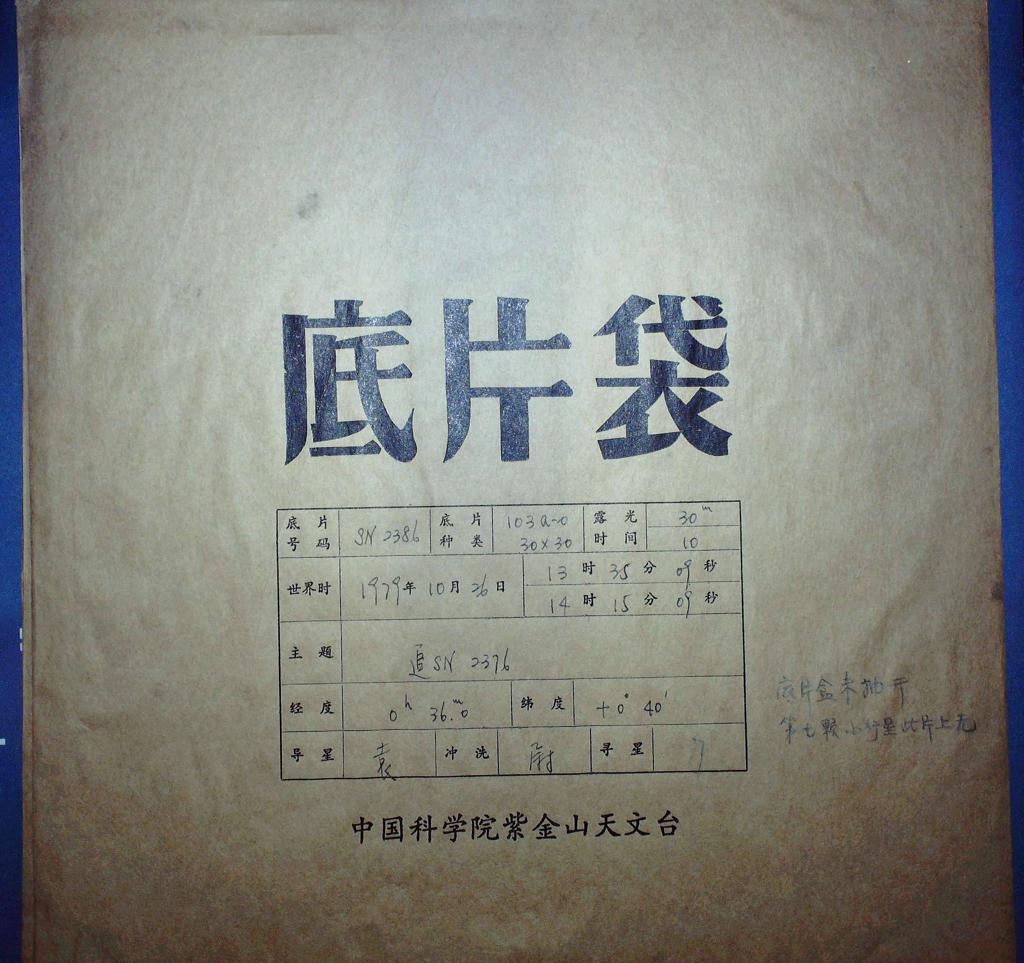 底片袋
底片号码 SN 2386 底片种类 103a-0 30×30 露光时间 30m 10
世界时 1979年 10月 26日 13时 35分 09秒
14时 15分 09秒
主题 追SN 2376
经度 0h 36.m0 纬度 +0° 40′
导星 袁 冲洗 尉 寻星 7
底片盒未抽开
第七颗小行星此片上无
中国科学院紫金山天文台